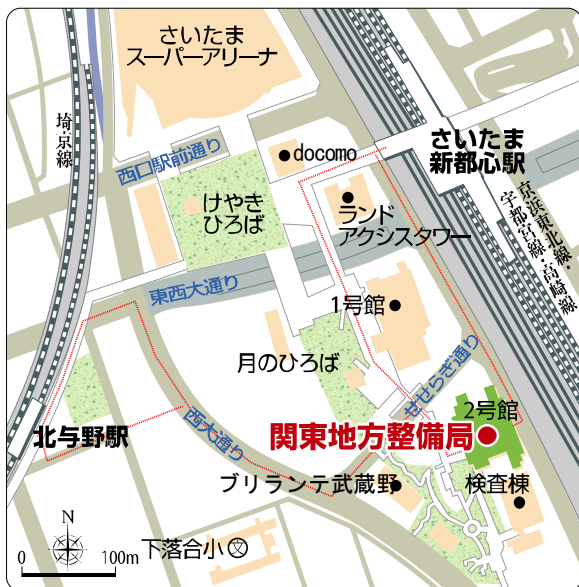 さいたま
スーパーアリーナ
埼京線
西口駅前通り
docomo
さいたま
新都心駅
けやき
ひろば
ランド
アクシスタワー
京浜東北線・
宇都宮線・高崎線
東西大通り
1号館
月のひろば
せせらぎ通り
2号館
北与野駅
西大通り
関東地方整備局
ブリランテ武蔵野
検査棟
N
0 100m
下落合小 文